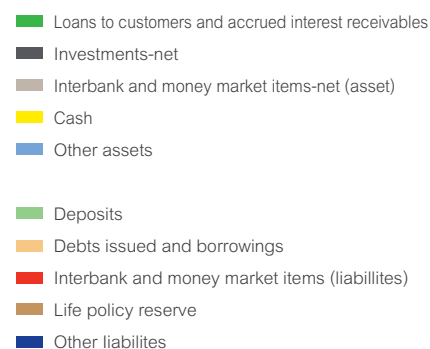 Loans to customers and accrued interest receivables
Investments-net
Interbank and money market items-net (asset)
Cash
Other assets
Deposits
Debts issued and borrowings
Interbank and money market items (liabillites)
Life policy reserve
Other liabilites